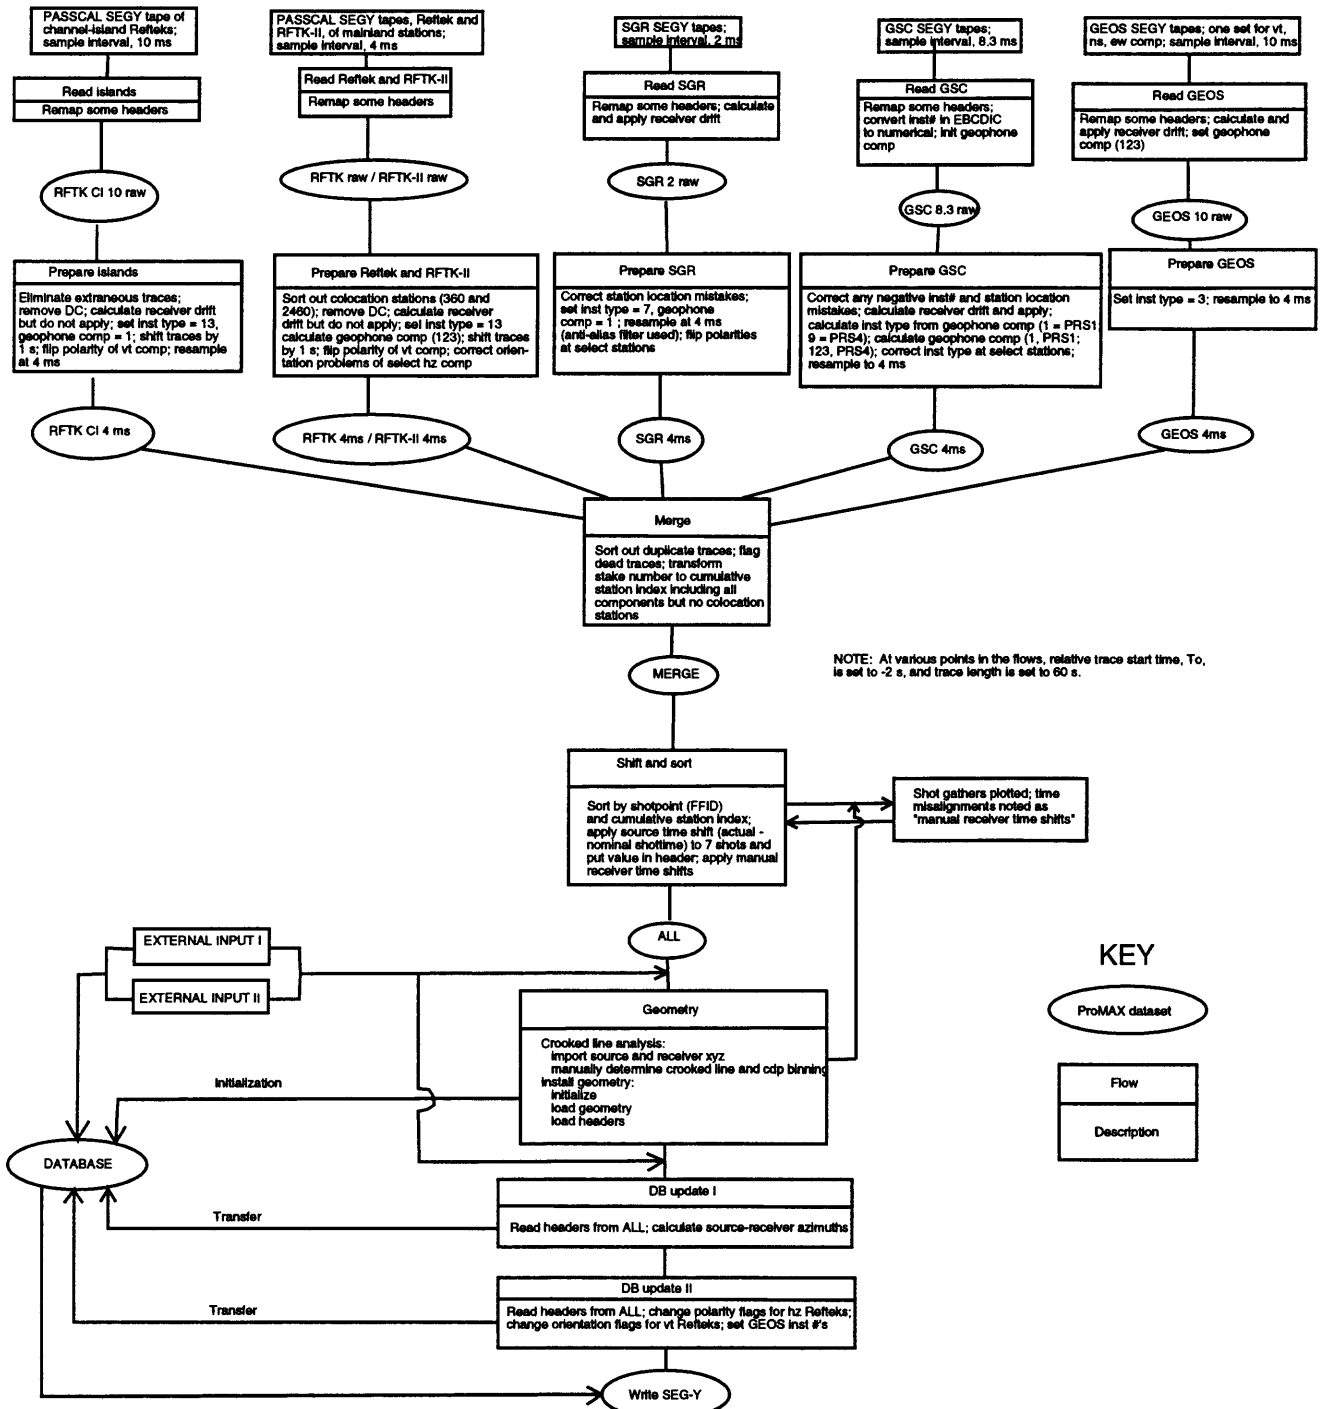 PASSCAL SEGY tape of
channel-island Refteks;
sample interval, 10 ms
Read islands
Remap some headers
RFTK CI 10 raw
Prepare islands
Eliminate extraneous traces;
remove DC; calculate receiver drift
but do not apply; set inst type = 13,
geophone comp = 1; shift traces by
1 s; flip polarity of vt comp; resample
at 4 ms
RFTK CI 4 ms
PASSCAL SEGY tapes, Reftek and
RFTK-II, of mainland stations;
sample interval, 4 ms
Read Reftek and RFTK-II
Remap some headers
RFTK raw / RFTK-II raw
Prepare Reftek and RFTK-II
Sort out colocation stations (360 and
2460); remove DC; calculate receiver
drift but do not apply; set inst type = 13
calculate geophone comp (123); shift traces
by 1 s; flip polarity of vt comp; correct orien-
tation problems of select hz comp
RFTK 4ms / RFTK-II 4ms
SGR SEGY tapes;
sample interval, 2 ms
Read SGR
Remap some headers; calculate
and apply receiver drift
SGR 2 raw
Prepare SGR
Correct station location mistakes;
set inst type = 7, geophone
comp = 1 ; resample at 4 ms
(anti-alias filter used); flip polarities
at select stations
SGR 4ms
GSC SEGY tapes;
sample interval, 8.3 ms
Read GSC
Remap some headers;
convert inst# in EBCDIC
to numerical; init geophone
comp
GSC 8.3 raw
Prepare GSC
Correct any negative inst# and station location
mistakes; calculate receiver drift and apply;
calculate inst type from geophone comp (1 = PRS1
9 = PRS4); calculate geophone comp (1, PRS1;
123, PRS4); correct inst type at select stations;
resample to 4 ms
GSC 4ms
GEOS SEGY tapes; one set for vt,
ns, ew comp; sample interval, 10 ms
Read GEOS
Remap some headers; calculate and
apply receiver drift; set geophone
comp (123)
GEOS 10 raw
Prepare GEOS
Set inst type = 3; resample to 4 ms
GEOS 4ms
Merge
Sort out duplicate traces; flag
dead traces; transform
stake number to cumulative
station index including all
components but no colocation
stations
MERGE
NOTE: At various points in the flows, relative trace start time, To,
is set to -2 s, and trace length is set to 60 s.
Shift and sort
Sort by shotpoint (FFID)
and cumulative station index;
apply source time shift (actual -
nominal shottime) to 7 shots and
put value in header; apply manual
receiver time shifts
Shot gathers plotted; time
misalignments noted as
"manual receiver time shifts"
ALL
EXTERNAL INPUT I
EXTERNAL INPUT II
Geometry
Crooked line analysis:
import source and receiver xyz
manually determine crooked line and cdp binning
install geometry:
initialize
load geometry
load headers
Initialization
DATABASE
DB update I
Read headers from ALL; calculate source-receiver azimuths
Transfer
DB update II
Read headers from ALL; change polarity flags for hz Refteks;
change orientation flags for vt Refteks; set GEOS inst #'s
Transfer
Write SEG-Y
KEY
ProMAX dataset
Flow
Description